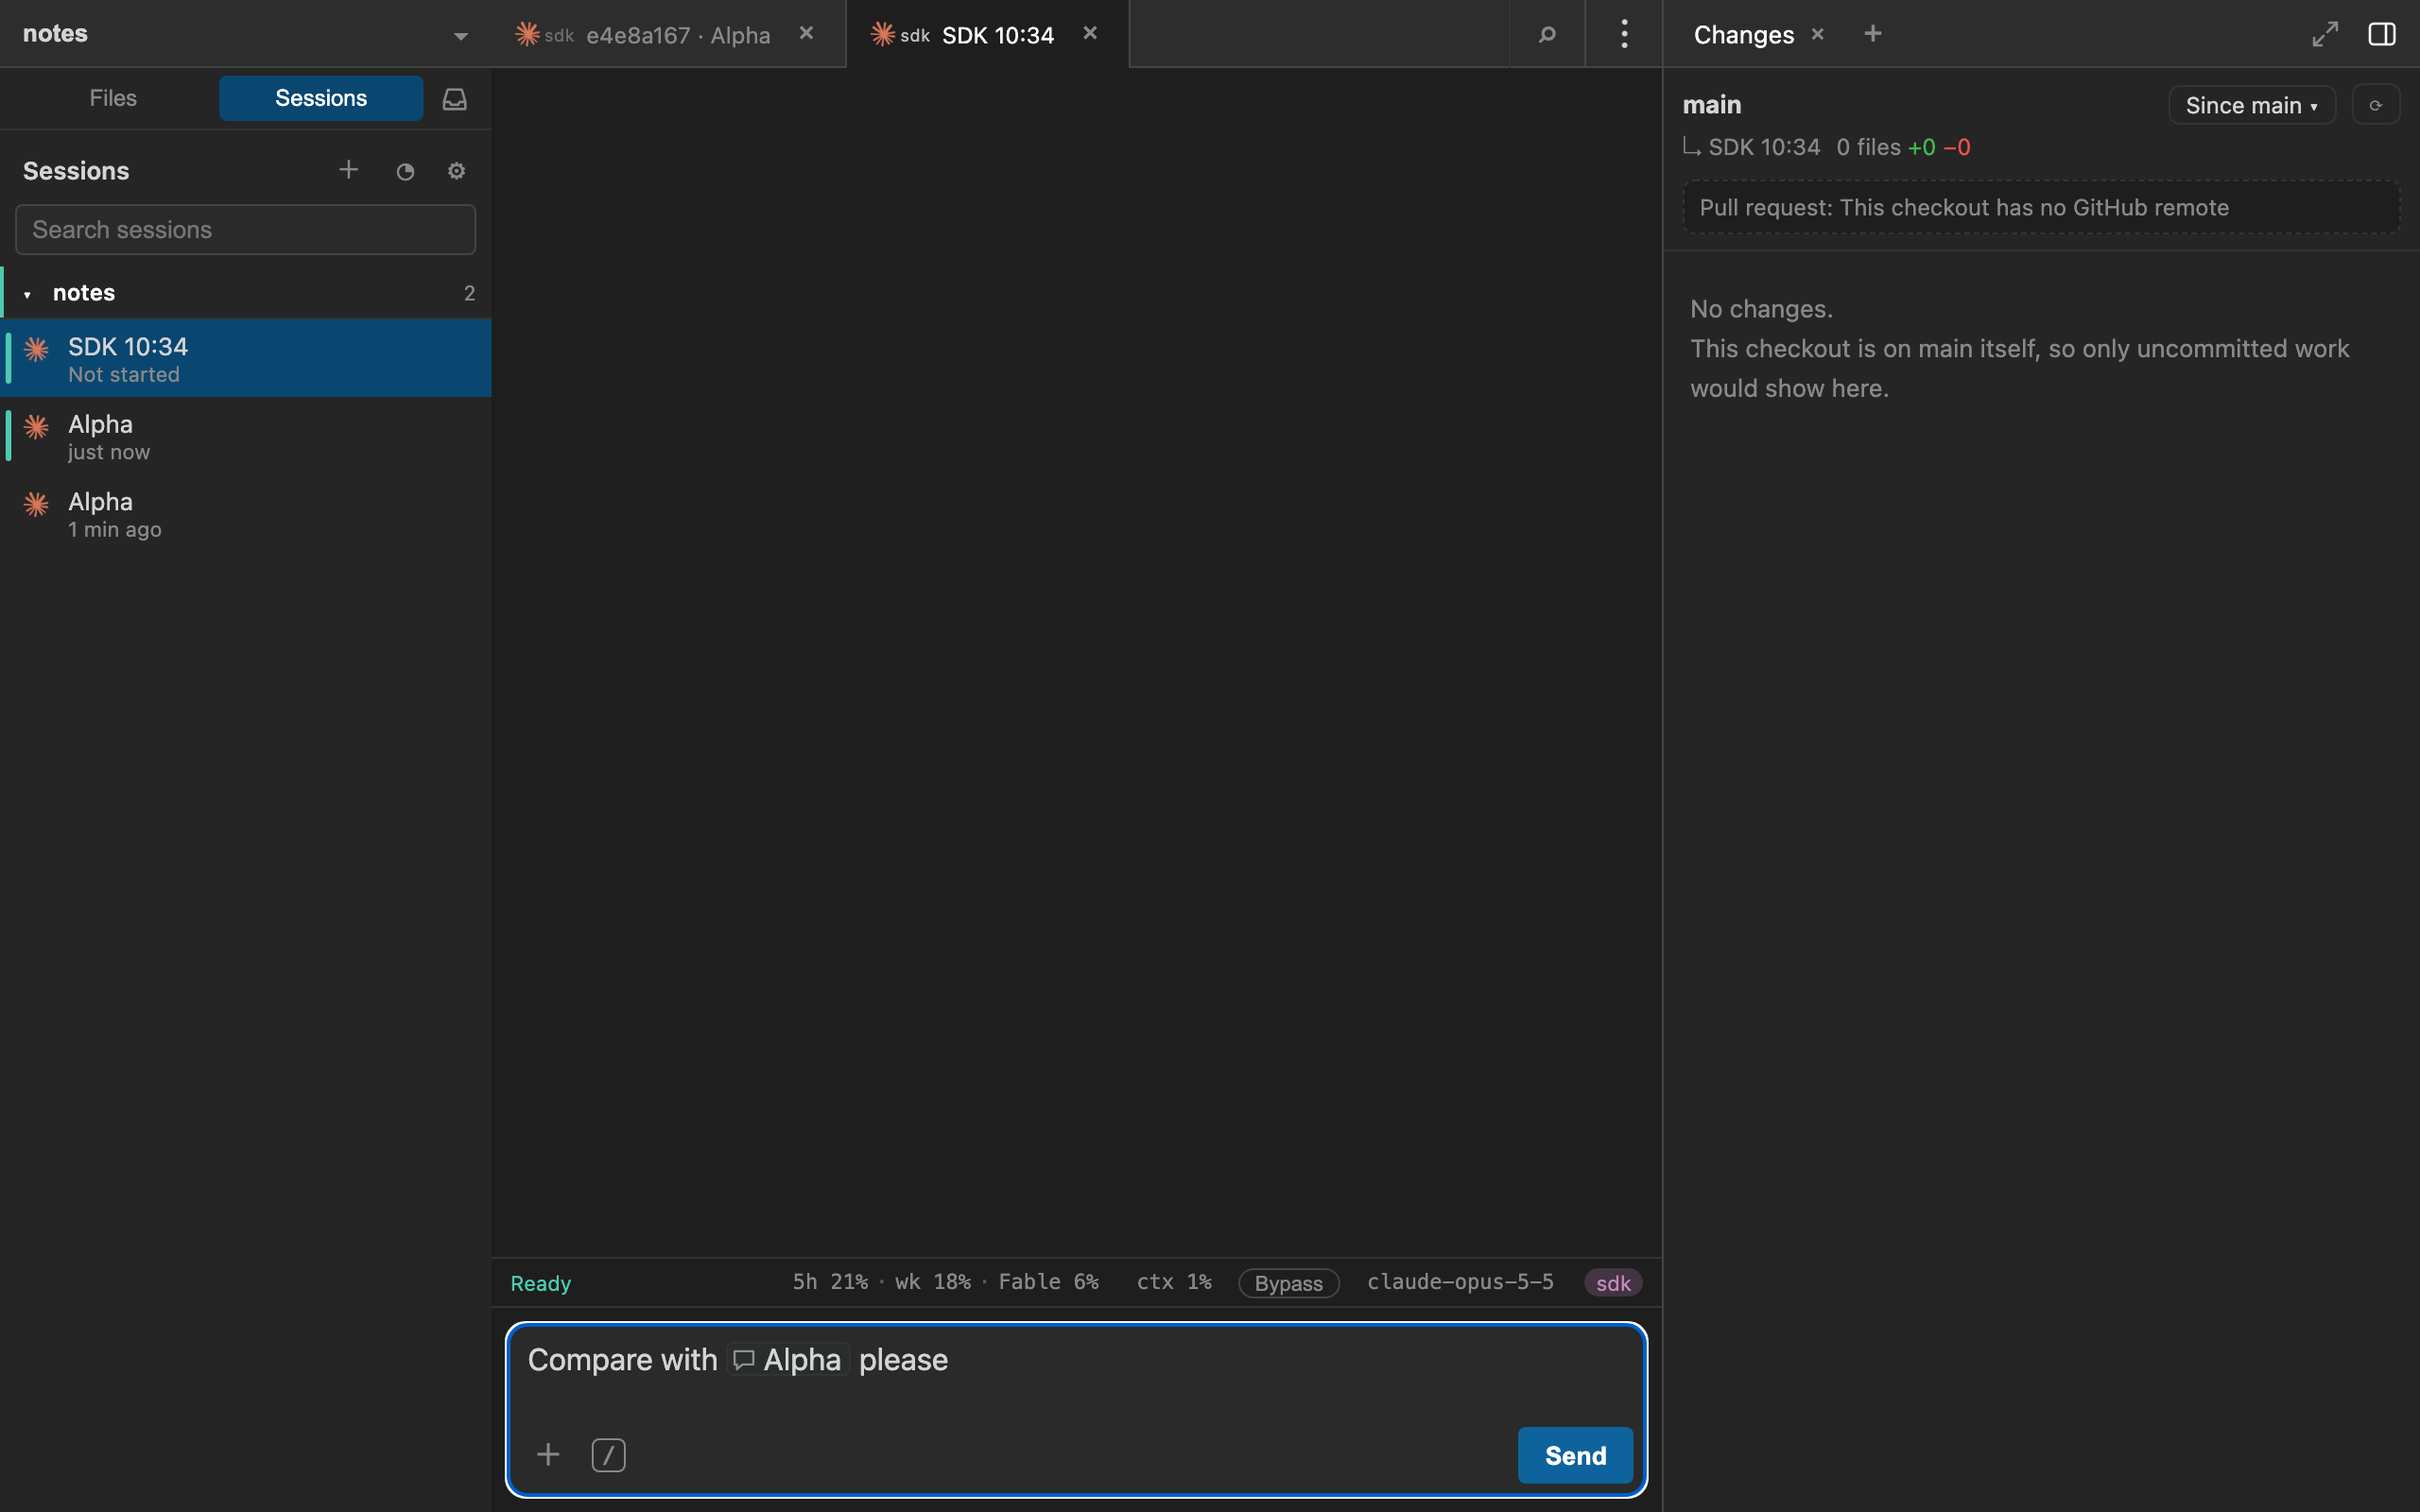 notes
sdk e4e8a167 · Alpha ×
sdk SDK 10:34 ×
Changes × +
Files
Sessions
Sessions
Search sessions
notes 2
SDK 10:34
Not started
Alpha
just now
Alpha
1 min ago
main
Since main
SDK 10:34 0 files +0 −0
Pull request: This checkout has no GitHub remote
No changes.
This checkout is on main itself, so only uncommitted work
would show here.
Ready 5h 21% · wk 18% · Fable 6% ctx 1% Bypass claude-opus-5-5 sdk
Compare with Alpha please
+ /
Send